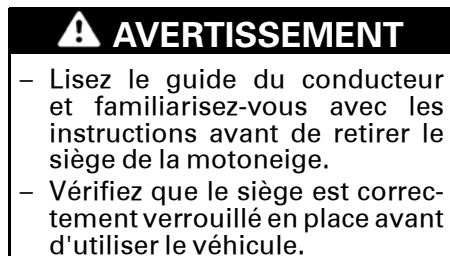 AVERTISSEMENT
– Lisez le guide du conducteur
et familiarisez-vous avec les
instructions avant de retirer le
siège de la motoneige.
– Vérifiez que le siège est correc-
tement verrouillé en place avant
d'utiliser le véhicule.